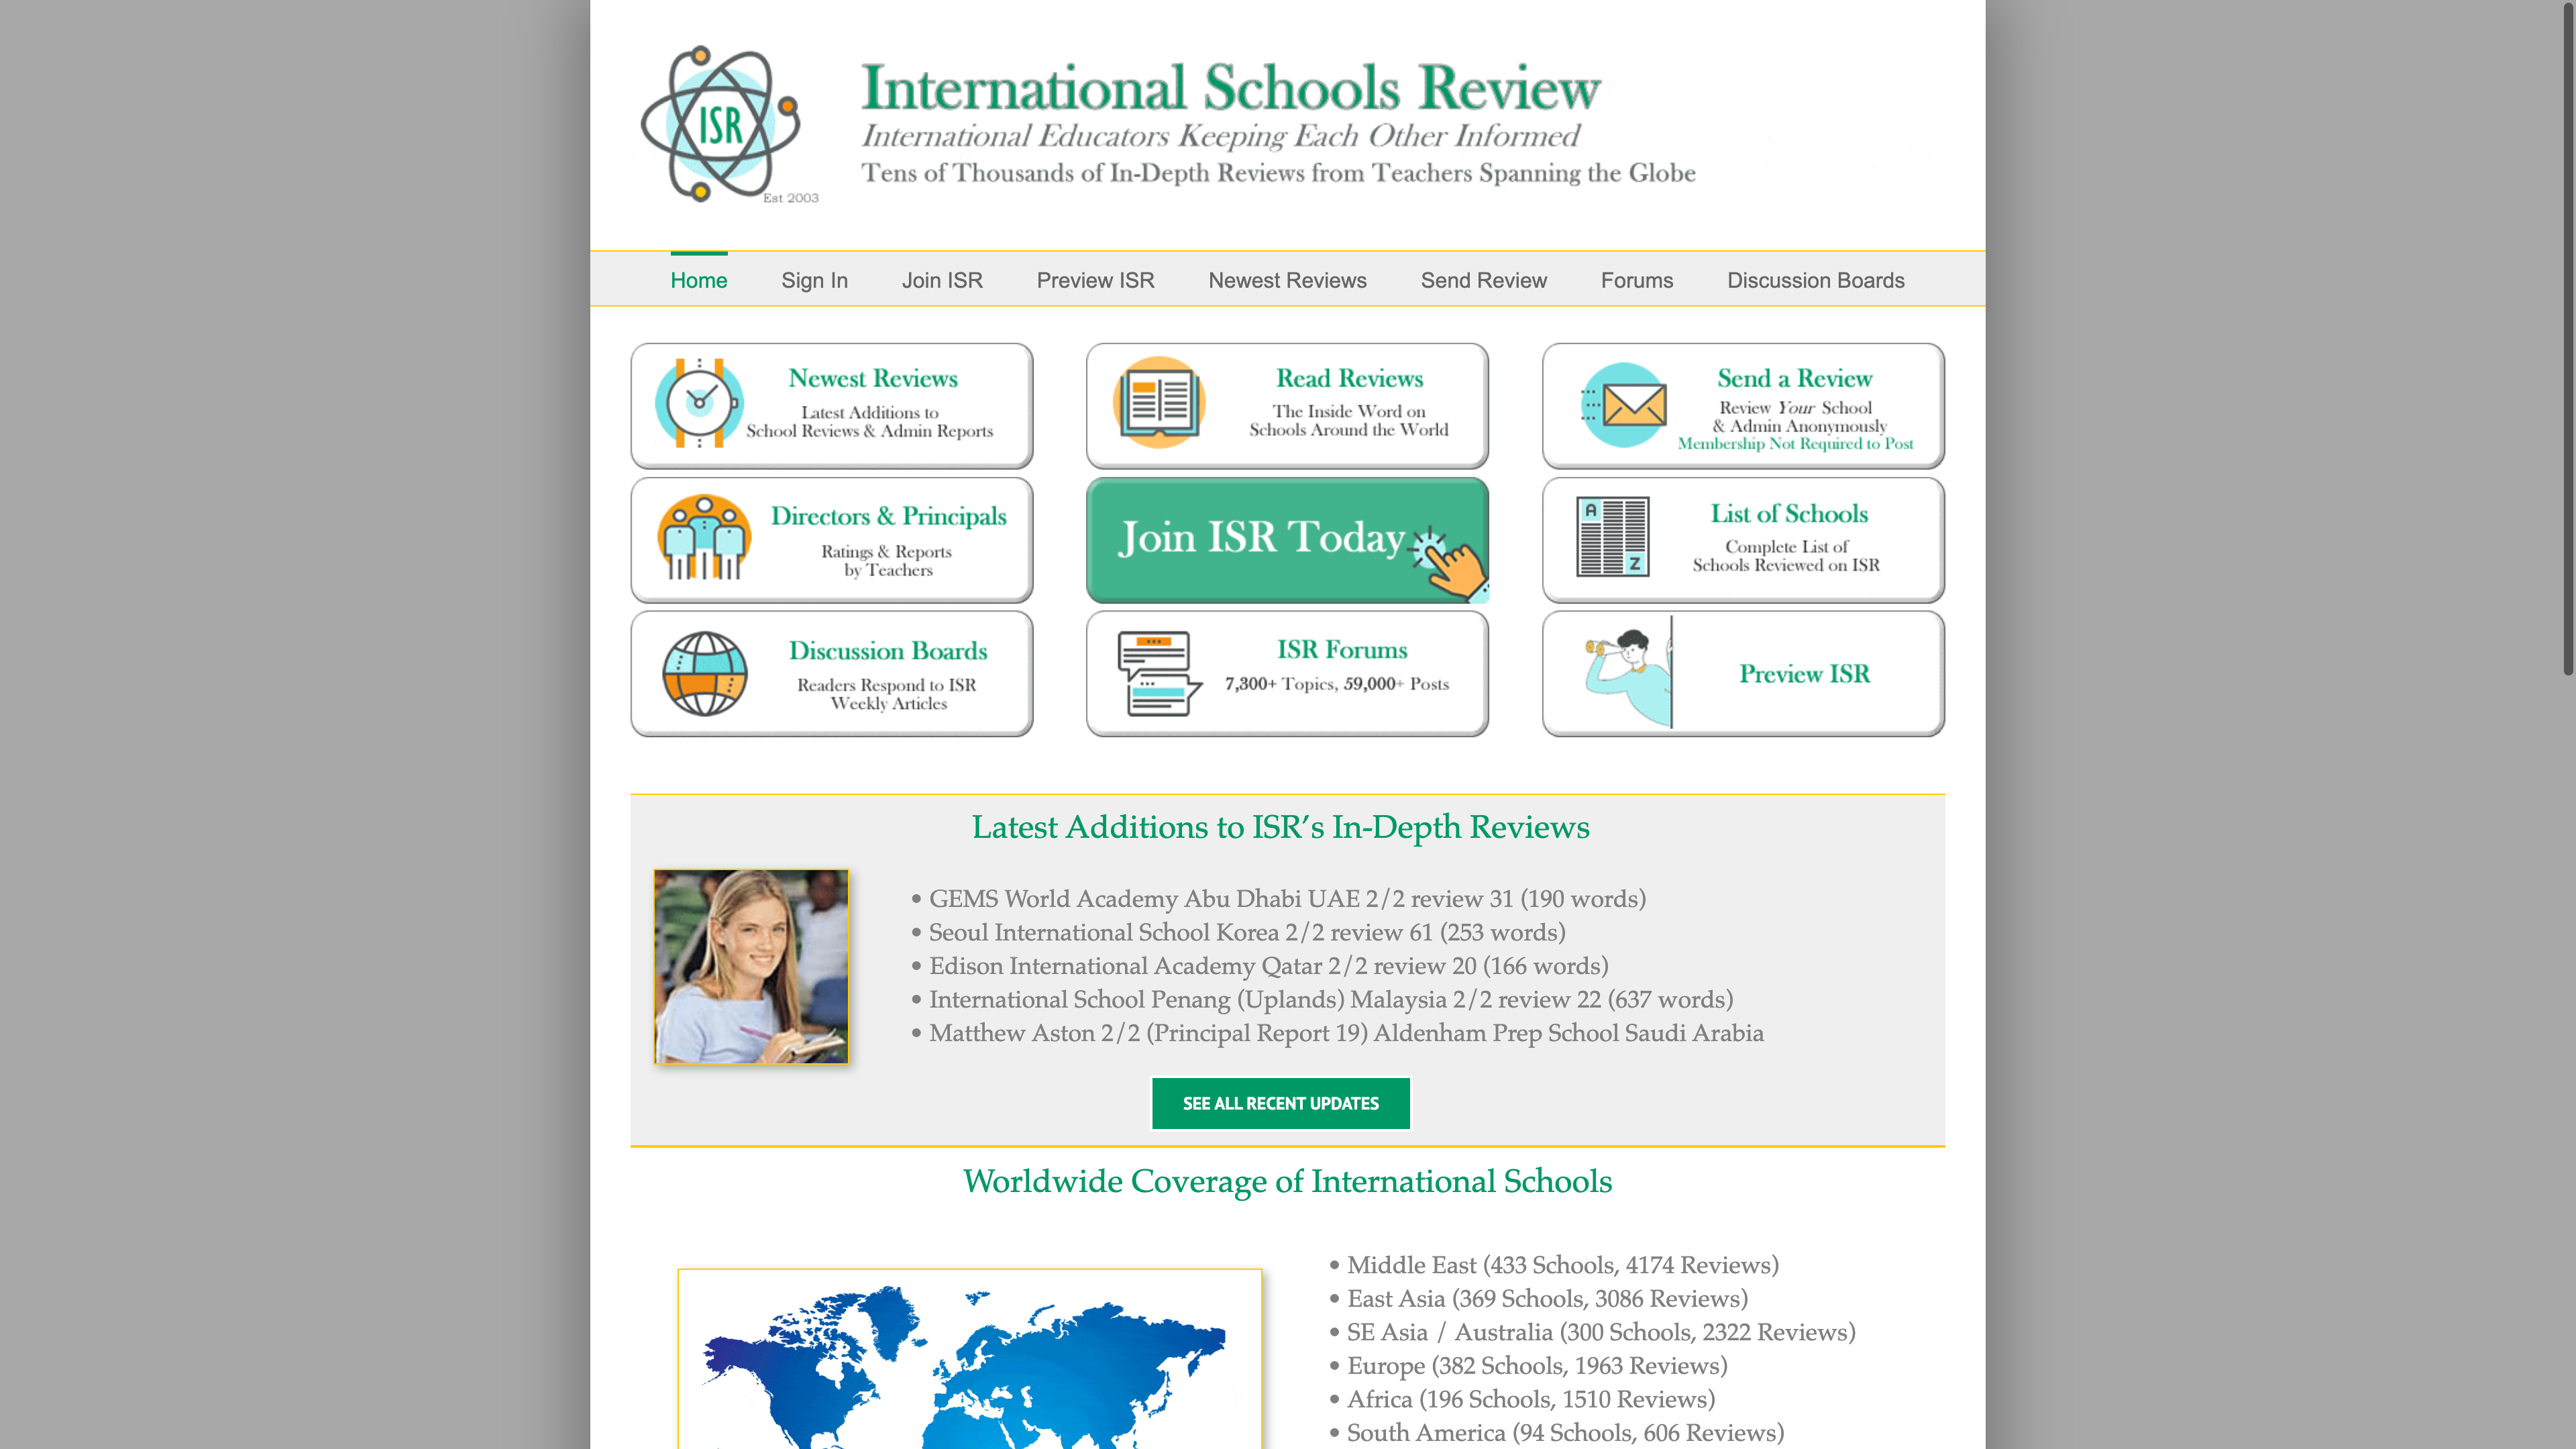 ISR
Est 2003
International Schools Review
International Educators Keeping Each Other Informed
Tens of Thousands of In-Depth Reviews from Teachers Spanning the Globe
Home
Sign In
Join ISR
Preview ISR
Newest Reviews
Send Review
Forums
Discussion Boards
Newest Reviews
Latest Additions to
School Reviews & Admin Reports
Read Reviews
The Inside Word on
Schools Around the World
Send a Review
Review Your School
& Admin Anonymously
Membership Not Required to Post
Directors & Principals
Ratings & Reports
by Teachers
Join ISR Today
A
Z
List of Schools
Complete List of
Schools Reviewed on ISR
Discussion Boards
Readers Respond to ISR
Weekly Articles
ISR Forums
7,300+ Topics, 59,000+ Posts
Preview ISR
Latest Additions to ISR’s In-Depth Reviews
• GEMS World Academy Abu Dhabi UAE 2/2 review 31 (190 words)
• Seoul International School Korea 2/2 review 61 (253 words)
• Edison International Academy Qatar 2/2 review 20 (166 words)
• International School Penang (Uplands) Malaysia 2/2 review 22 (637 words)
• Matthew Aston 2/2 (Principal Report 19) Aldenham Prep School Saudi Arabia
SEE ALL RECENT UPDATES
Worldwide Coverage of International Schools
• Middle East (433 Schools, 4174 Reviews)
• East Asia (369 Schools, 3086 Reviews)
• SE Asia / Australia (300 Schools, 2322 Reviews)
• Europe (382 Schools, 1963 Reviews)
• Africa (196 Schools, 1510 Reviews)
• South America (94 Schools, 606 Reviews)